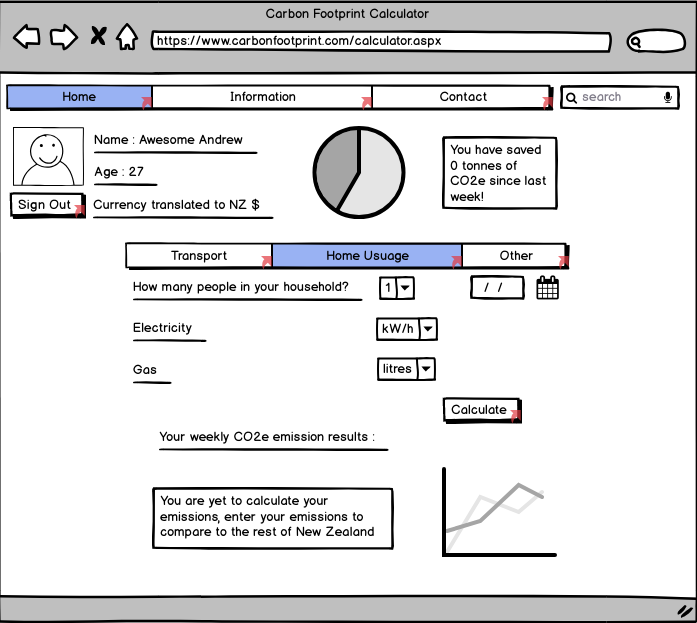 Carbon Footprint Calculator
https://www.carbonfootprint.com/calculator.aspx
Home Information Contact search
Name : Awesome Andrew
Age : 27
Sign Out Currency translated to NZ $
You have saved
0 tonnes of
CO2e since last
week!
Transport Home Usuage Other
How many people in your household? 1 / /
Electricity kW/h
Gas litres
Calculate
Your weekly CO2e emission results :
You are yet to calculate your
emissions, enter your emissions to
compare to the rest of New Zealand